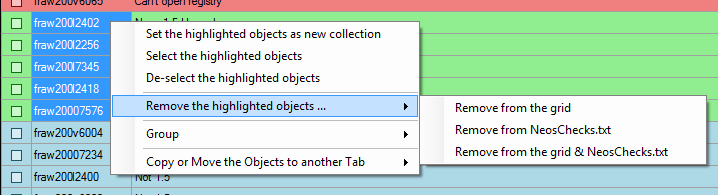 fraw200v6065 Can't open registry
fraw200l2402
fraw200l2256
fraw200l7345
fraw200l2418
fraw20007576
fraw200v6004
fraw20007234
fraw200l2400 Not 1.5
Set the highlighted objects as new collection
Select the highlighted objects
De-select the highlighted objects
Remove the highlighted objects ...
Group
Copy or Move the Objects to another Tab
Remove from the grid
Remove from NeosChecks.txt
Remove from the grid & NeosChecks.txt